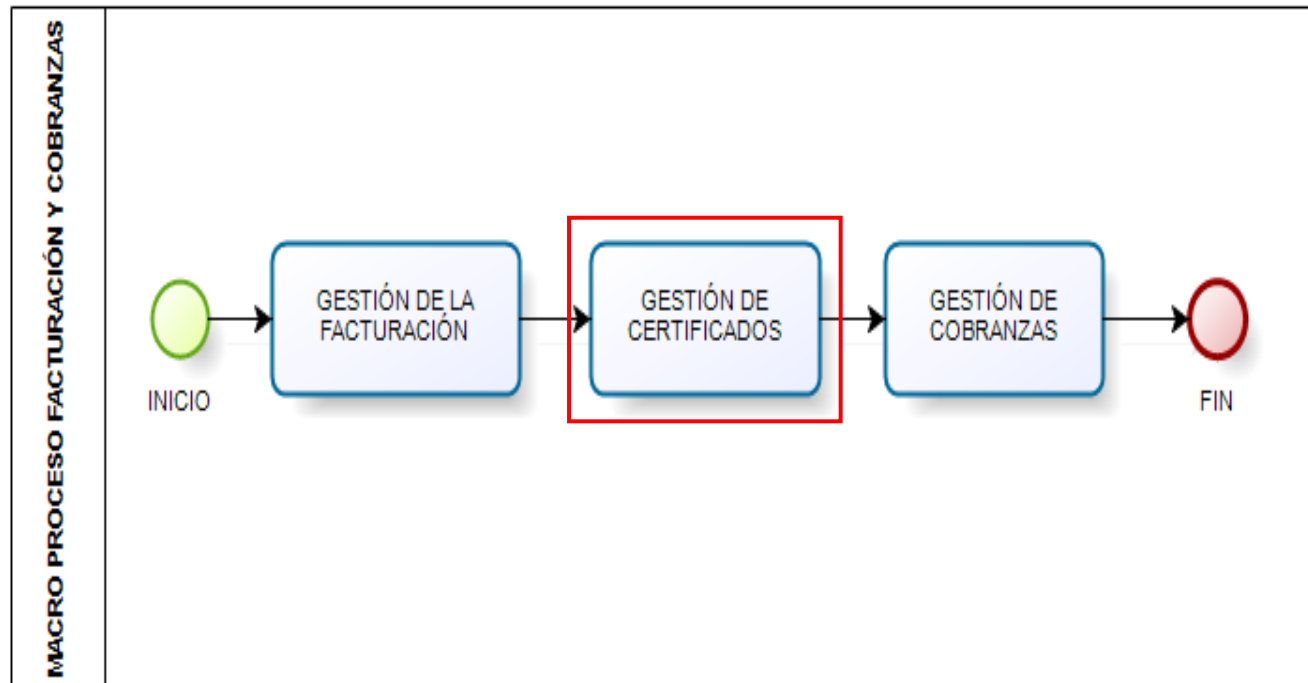 MACRO PROCESO FACTURACIÓN Y COBRANZAS
INICIO
GESTIÓN DE LA
FACTURACIÓN
GESTIÓN DE
CERTIFICADOS
GESTIÓN DE
COBRANZAS
FIN